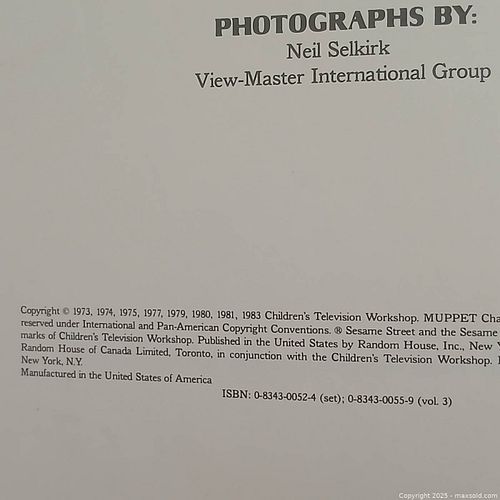 PHOTOGRAPHS BY:
Neil Selkirk
View-Master International Group
Copyright © 1973, 1974, 1975, 1977, 1979, 1980, 1981, 1983 Children's Television Workshop. MUPPET Cha
reserved under International and Pan-American Copyright Conventions. ® Sesame Street and the Sesame
marks of Children's Television Workshop. Published in the United States by Random House, Inc., New
Random House of Canada Limited, Toronto, in conjunction with the Children's Television Workshop.
New York, N.Y.
Manufactured in the United States of America
ISBN: 0-8343-0052-4 (set); 0-8343-0055-9 (vol. 3)
Copyright 2025 - maxsold.com